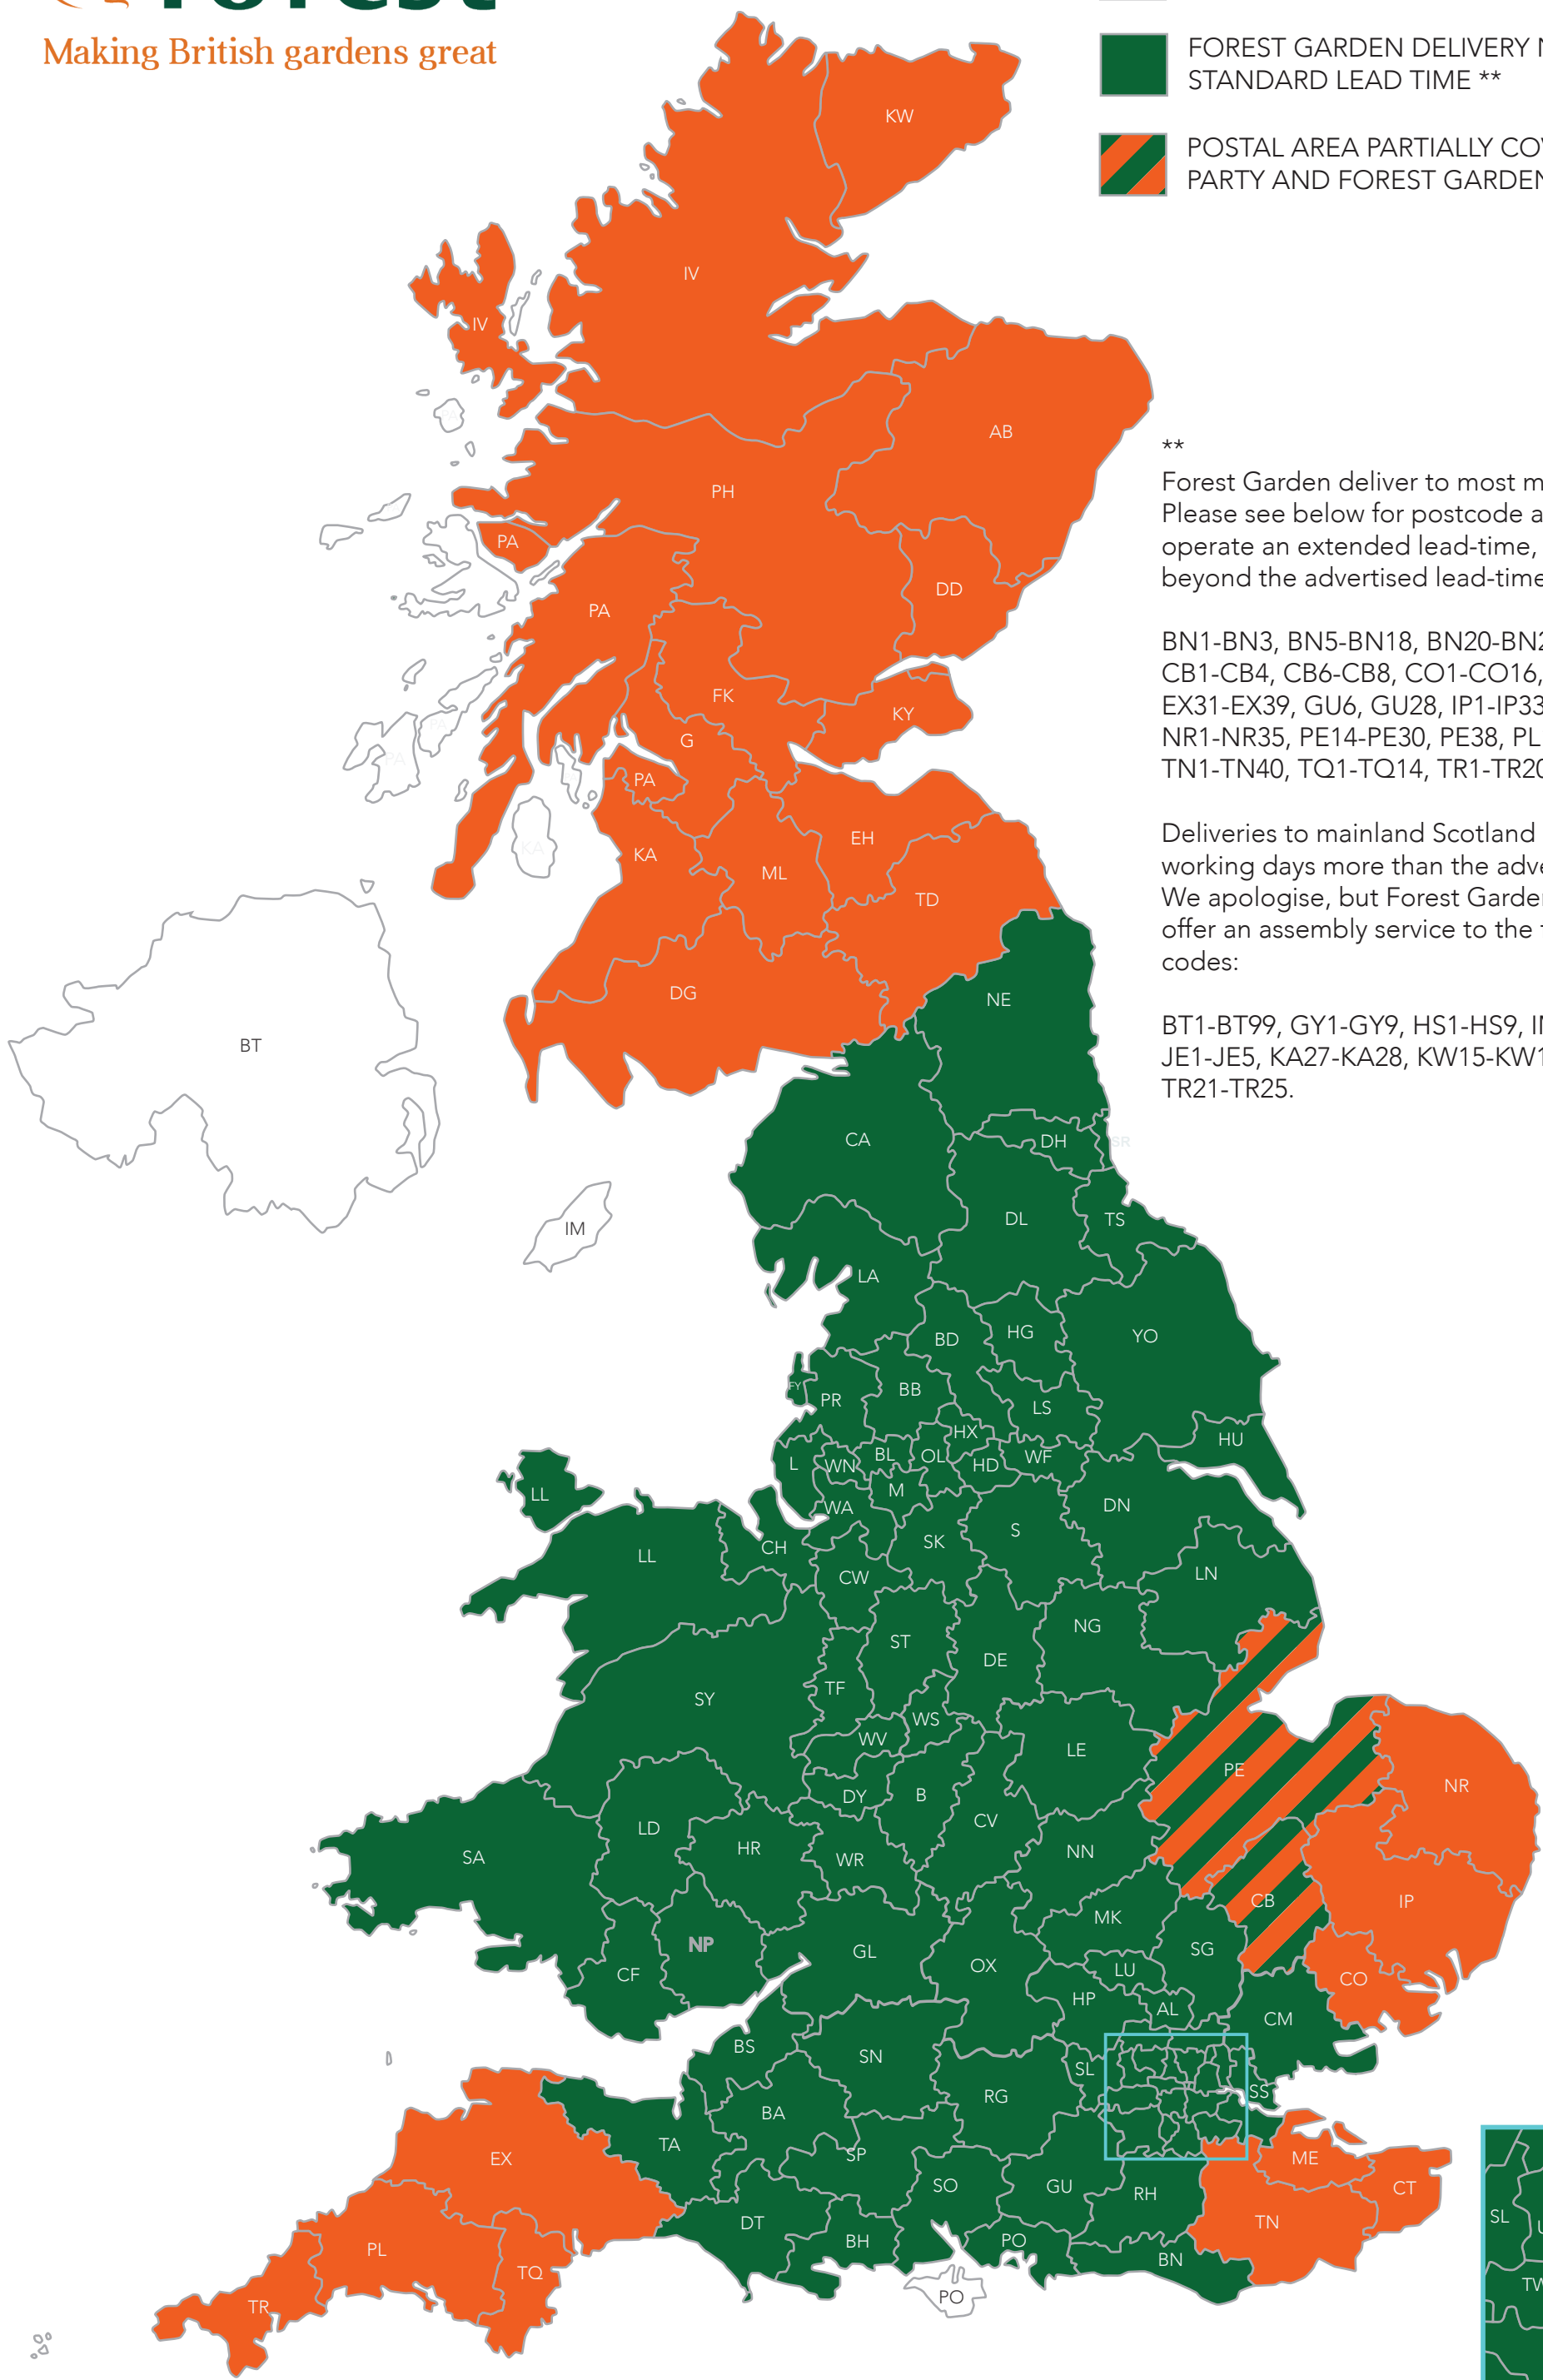 Forest
Making British gardens great
FOREST GARDEN DELIVERY
STANDARD LEAD TIME **
POSTAL AREA PARTIALLY
PARTY AND FOREST GARDEN
**
Forest Garden deliver to most
Please see below for postcode
operate an extended lead-time,
beyond the advertised lead-time
BN1-BN3, BN5-BN18,
CB1-CB4, CB6-CB8, CO1-CO16,
EX31-EX39, GU6, GU28, IP1-IP33
NR1-NR35, PE14-PE30, PE38,
TN1-TN40, TQ1-TQ14, TR1-TR20
Deliveries to mainland Scotland
working days more than the
We apologise, but Forest Garden
offer an assembly service to the
codes:
BT1-BT99, GY1-GY9, HS1-HS9,
JE1-JE5, KA27-KA28,
TR21-TR25.
KW
IV
IV
PA
AB
PH
PA
DD
PA
FK
KY
PA
G
PA
PA
EH
KA
KA
ML
TD
DG
NE
BT
CA
DH
SR
DL
TS
IM
LA
BD
HG
YO
FY
PR
BB
LS
HX
HU
L
WN
BL
OL
HD
WF
LL
M
WA
DN
S
SK
CH
LL
CW
LN
NG
ST
DE
TF
SY
WS
WV
LE
PE
NR
DY
B
CV
LD
HR
NN
SA
WR
CB
IP
MK
NP
GL
SG
OX
CF
LU
CO
HP
AL
CM
BS
SN
SL
SS
RG
BA
TA
SP
EX
ME
SO
GU
RH
CT
DT
TN
SL
BH
PO
BN
PL
TQ
TW
PO
TR